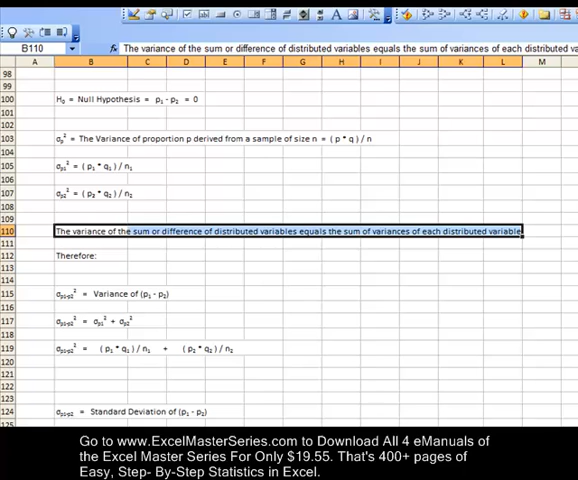 B110
fx The variance of the sum or difference of distributed variables equals the sum of variances of each distributed va
A B C D E F G H I J K L M
98
99
100 H₀ = Null Hypothesis = p₁ - p₂ = 0
101
102
103 σₚ² = The Variance of proportion p derived from a sample of size n = ( p * q ) / n
104
105 σₚ₁² = ( p₁ * q₁ ) / n₁
106
107 σₚ₂² = ( p₂ * q₂ ) / n₂
108
109
110 The variance of the sum or difference of distributed variables equals the sum of variances of each distributed variable
111
112 Therefore:
113
114
115 σₚ₁₋ₚ₂² = Variance of (p₁ - p₂)
116
117 σₚ₁₋ₚ₂² = σₚ₁² + σₚ₂²
118
119 σₚ₁₋ₚ₂² = ( p₁ * q₁ ) / n₁ + ( p₂ * q₂ ) / n₂
120
121
122
123
124 σₚ₁₋ₚ₂ = Standard Deviation of (p₁ - p₂)
125
Go to www.ExcelMasterSeries.com to Download All 4 eManuals of
the Excel Master Series For Only $19.55. That's 400+ pages of
Easy, Step- By-Step Statistics in Excel.